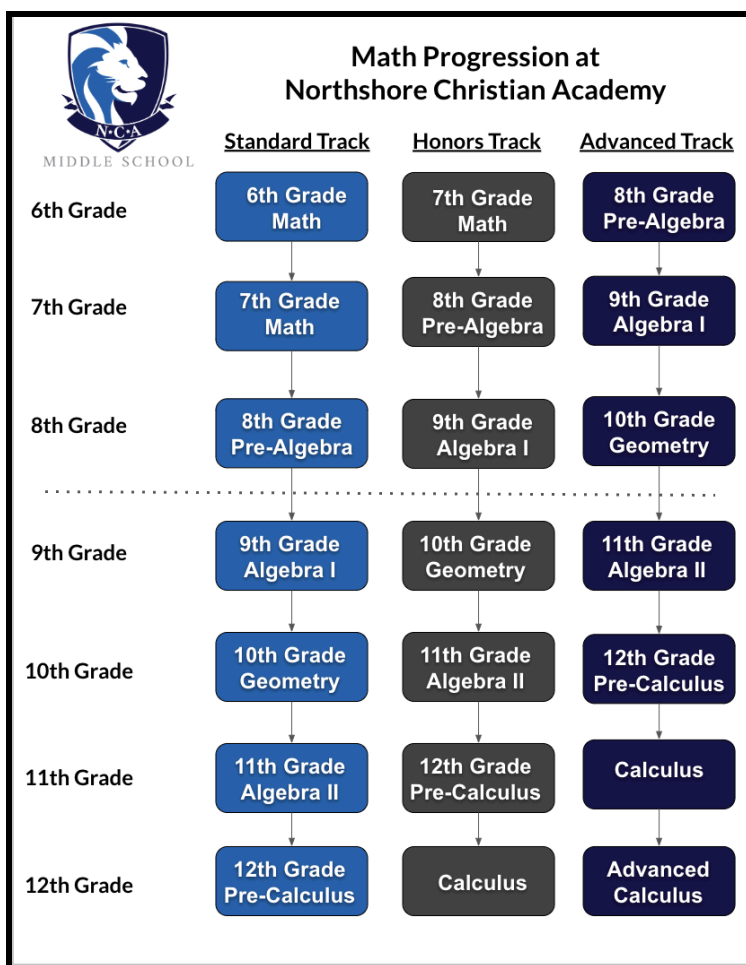 Math Progression at
Northshore Christian Academy
N·C·A
MIDDLE SCHOOL
Standard Track
Honors Track
Advanced Track
6th Grade
6th Grade
Math
7th Grade
Math
8th Grade
Pre-Algebra
7th Grade
7th Grade
Math
8th Grade
Pre-Algebra
9th Grade
Algebra I
8th Grade
8th Grade
Pre-Algebra
9th Grade
Algebra I
10th Grade
Geometry
9th Grade
9th Grade
Algebra I
10th Grade
Geometry
11th Grade
Algebra II
10th Grade
10th Grade
Geometry
11th Grade
Algebra II
12th Grade
Pre-Calculus
11th Grade
11th Grade
Algebra II
12th Grade
Pre-Calculus
Calculus
12th Grade
12th Grade
Pre-Calculus
Calculus
Advanced
Calculus